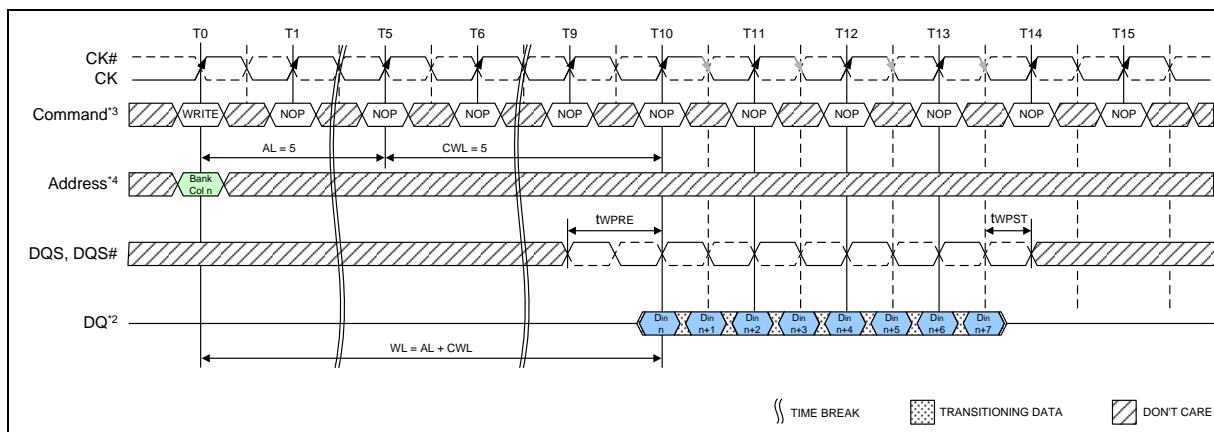 T0 T1 T5 T6 T9 T10 T11 T12 T13 T14 T15
CK#
CK
Command*3 WRITE NOP NOP NOP NOP NOP NOP NOP NOP NOP NOP
AL = 5 CWL = 5
Address*4 Bank
Col n
tWPRE tWPST
DQS, DQS#
DQ*2 Din Din Din Din Din Din Din Din
n n+1 n+2 n+3 n+4 n+5 n+6 n+7
WL = AL + CWL
TIME BREAK TRANSITIONING DATA DON'T CARE